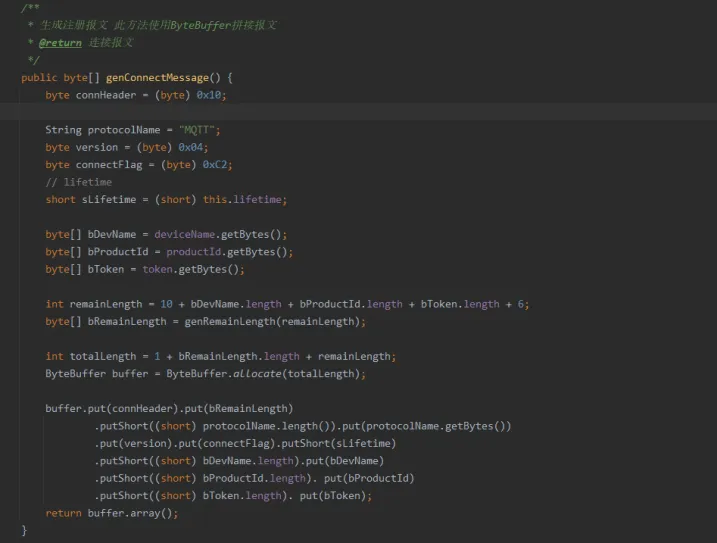 /**
 * 生成注册报文 此方法使用ByteBuffer拼接报文
 * @return 连接报文
 */
public byte[] genConnectMessage() {
    byte connHeader = (byte) 0x10;
    String protocolName = "MQTT";
    byte version = (byte) 0x04;
    byte connectFlag = (byte) 0xC2;
    // lifetime
    short sLifetime = (short) this.lifetime;
    byte[] bDevName = deviceName.getBytes();
    byte[] bProductId = productId.getBytes();
    byte[] bToken = token.getBytes();
    int remainLength = 10 + bDevName.length + bProductId.length + bToken.length + 6;
    byte[] bRemainLength = genRemainLength(remainLength);
    int totalLength = 1 + bRemainLength.length + remainLength;
    ByteBuffer buffer = ByteBuffer.allocate(totalLength);
    buffer.put(connHeader).put(bRemainLength)
            .putShort((short) protocolName.length()).put(protocolName.getBytes())
            .put(version).put(connectFlag).putShort(sLifetime)
            .putShort((short) bDevName.length).put(bDevName)
            .putShort((short) bProductId.length). put(bProductId)
            .putShort((short) bToken.length). put(bToken);
    return buffer.array();
}